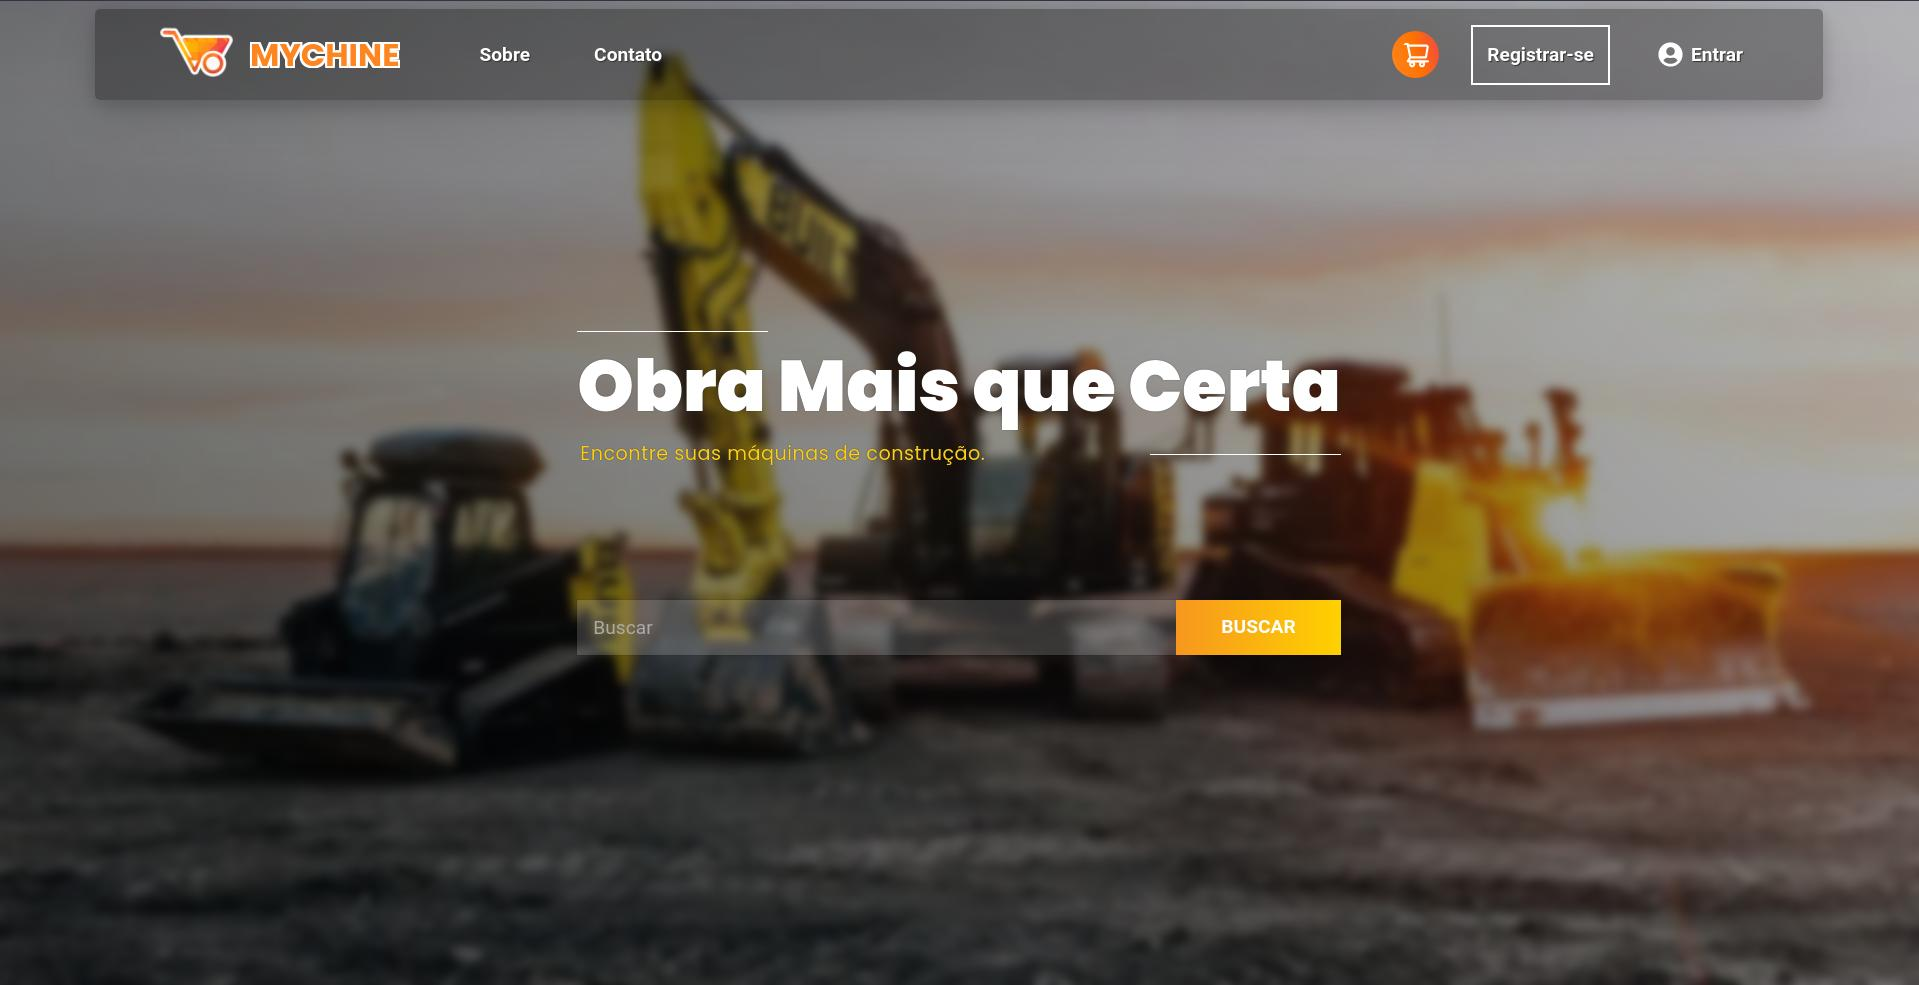 MYCHINE
Sobre
Contato
Registrar-se
Entrar
Obra Mais que Certa
Encontre suas máquinas de construção.
Buscar
BUSCAR